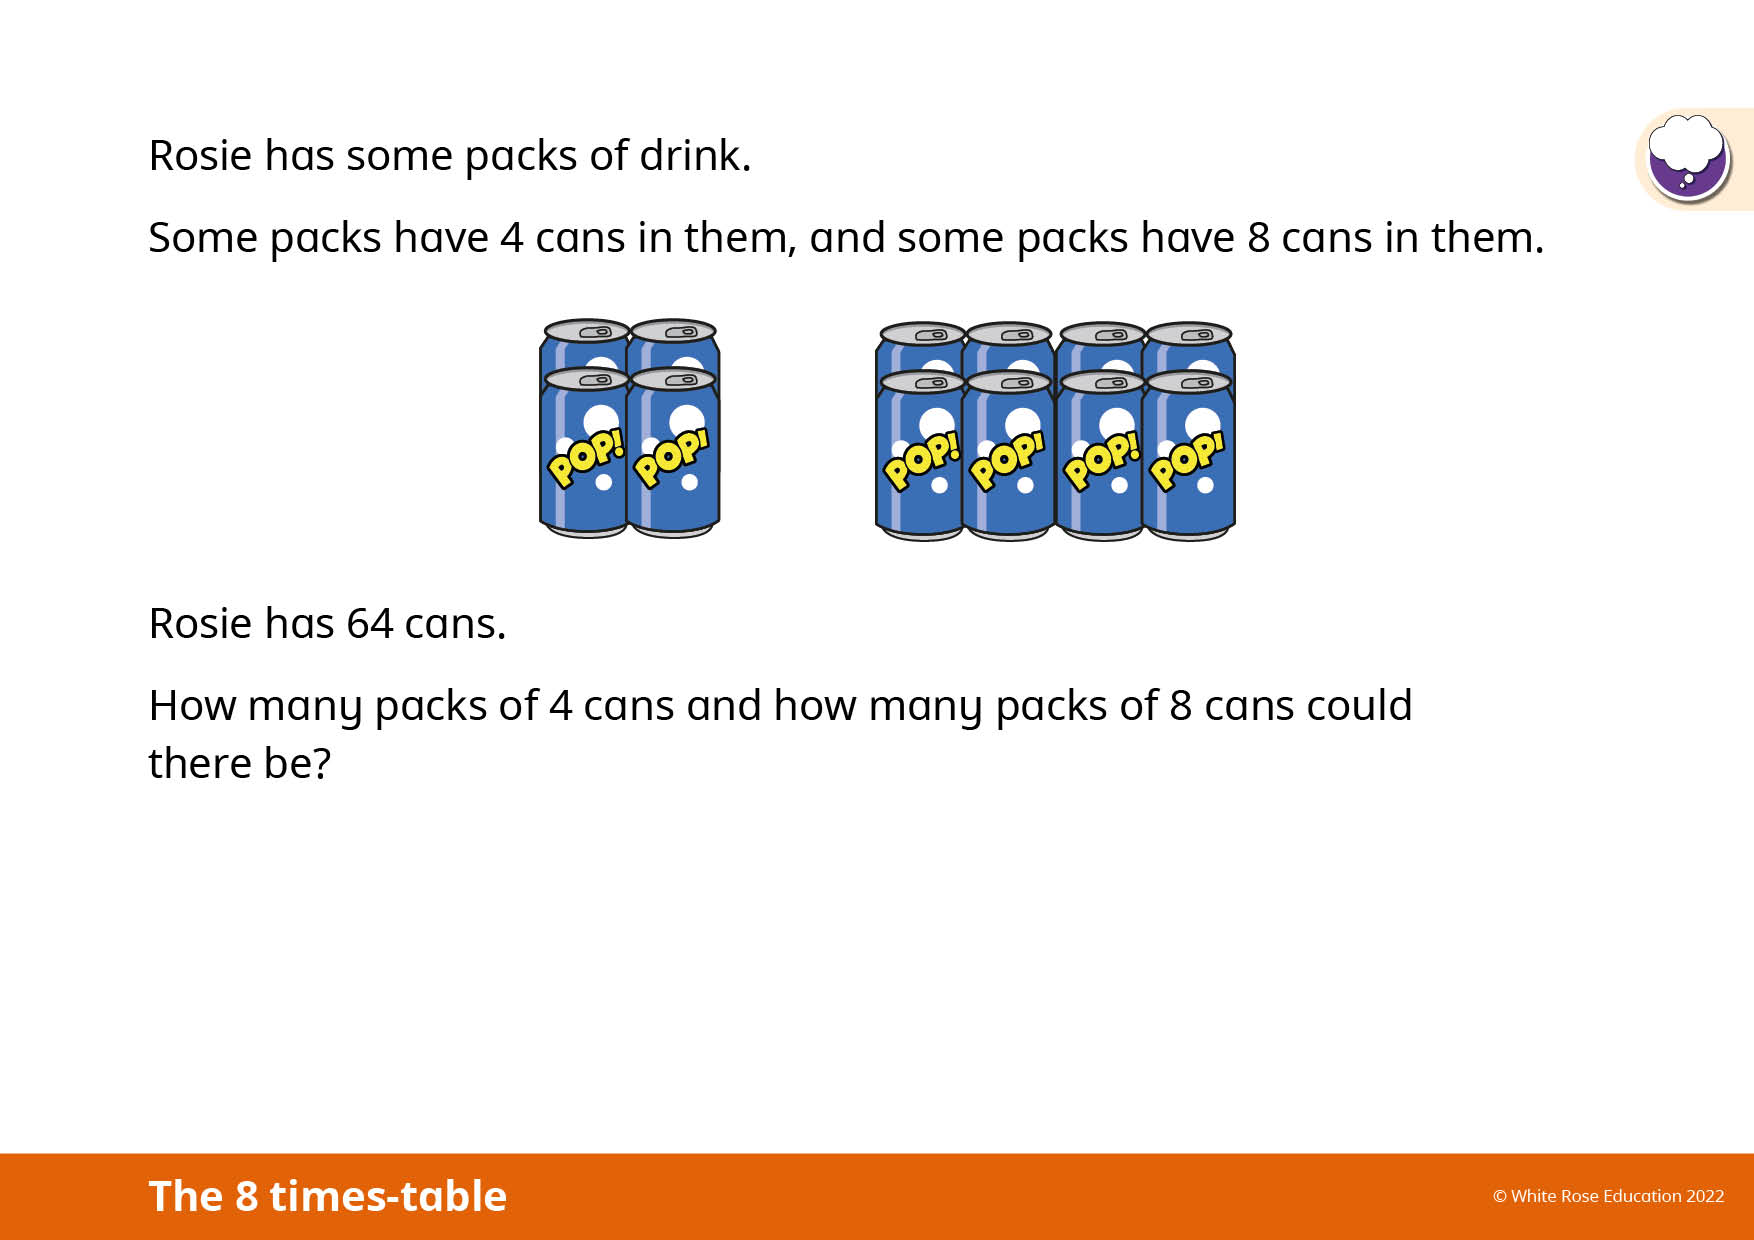 Rosie has some packs of drink.
Some packs have 4 cans in them, and some packs have 8 cans in them.
POP! POP! POP! POP! POP! POP!
Rosie has 64 cans.
How many packs of 4 cans and how many packs of 8 cans could
there be?
The 8 times-table
© White Rose Education 2022